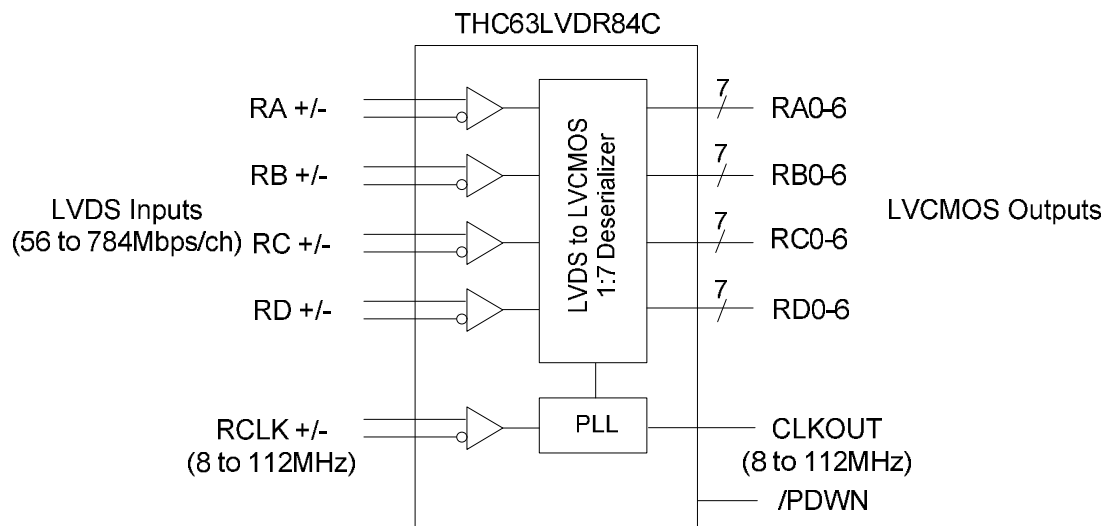 THC63LVDR84C
RA +/-
RB +/-
LVDS Inputs
(56 to 784Mbps/ch)
RC +/-
RD +/-
RCLK +/-
(8 to 112MHz)
LVDS to LVCMOS
1:7 Deserializer
PLL
7
RA0-6
7
RB0-6
7
RC0-6
7
RD0-6
LVCMOS Outputs
CLKOUT
(8 to 112MHz)
/PDWN